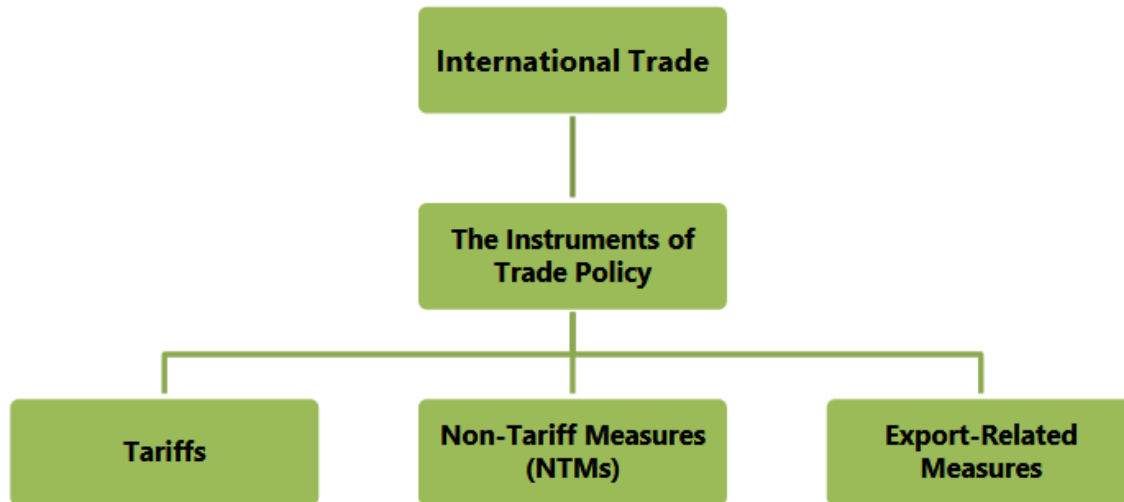 International Trade
The Instruments of
Trade Policy
Tariffs
Non-Tariff Measures
(NTMs)
Export-Related
Measures